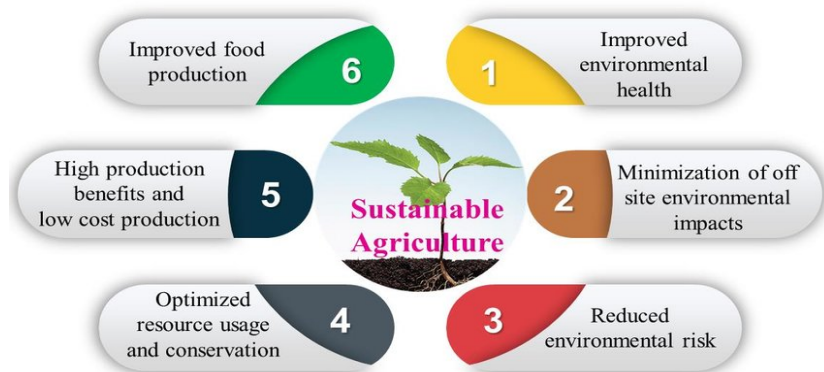 Sustainable
Agriculture
1
Improved
environmental
health
2
Minimization of off
site environmental
impacts
3
Reduced
environmental risk
4
Optimized
resource usage
and conservation
5
High production
benefits and
low cost production
6
Improved food
production